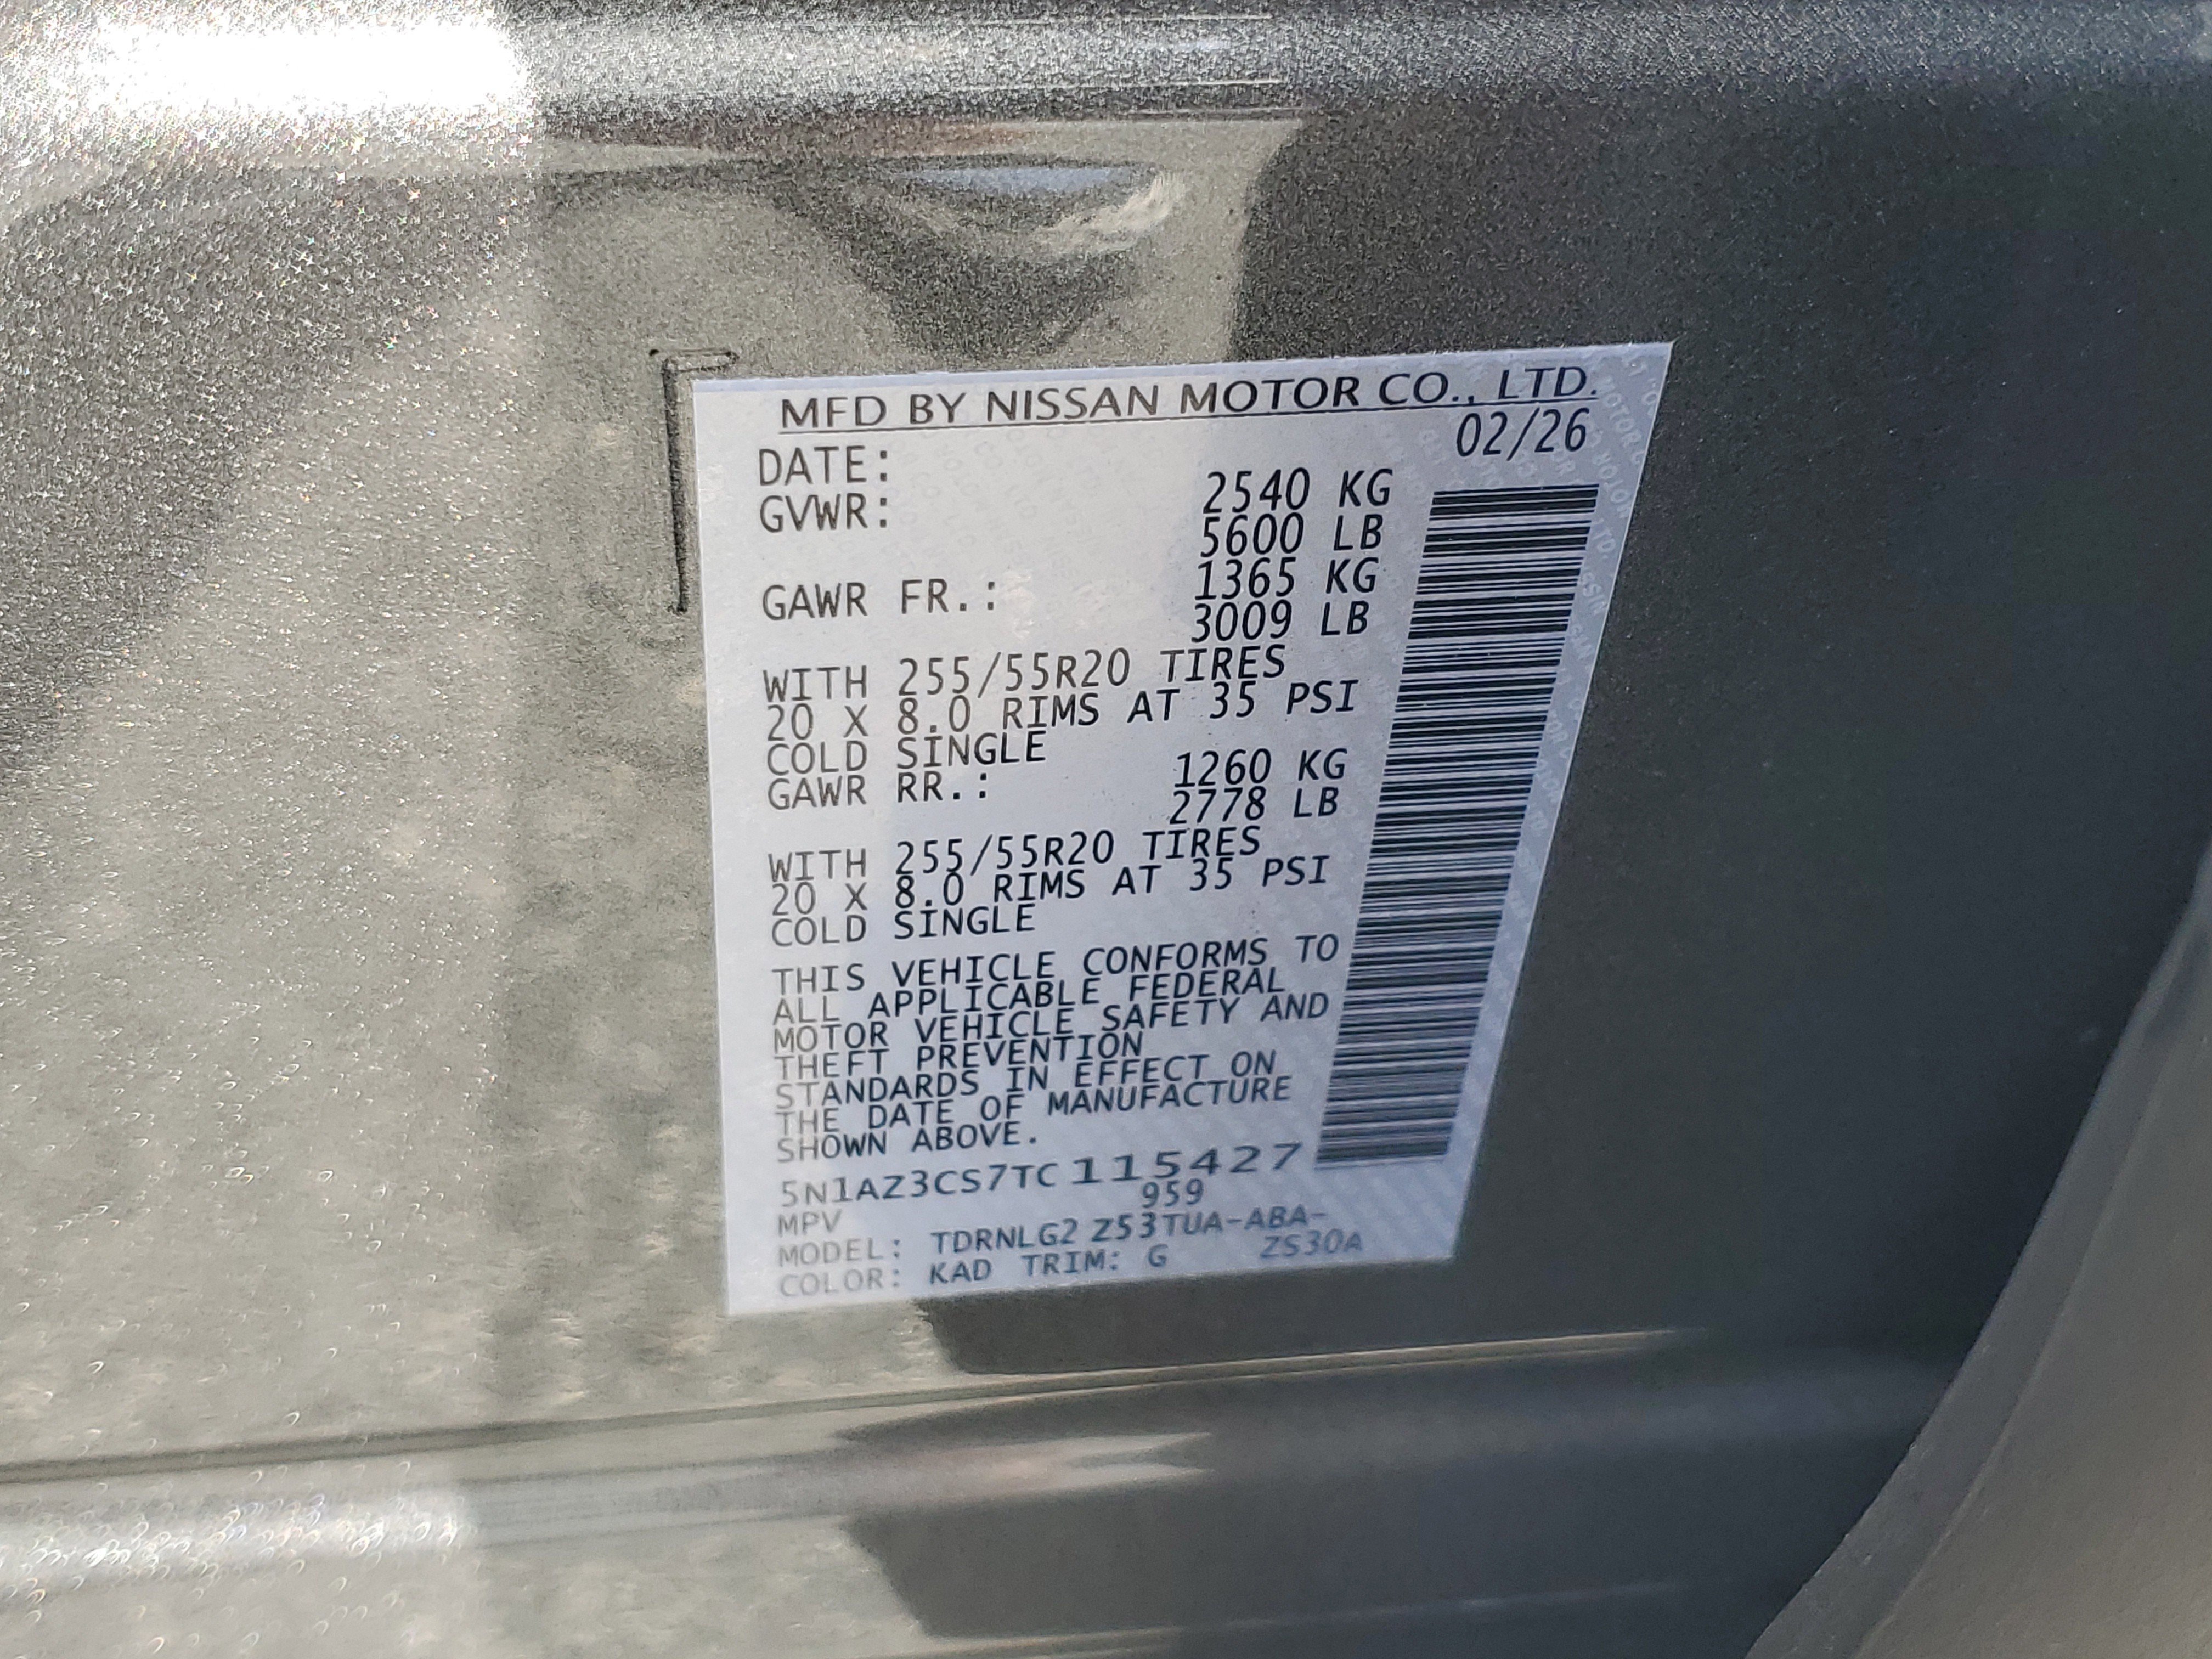 MFD BY NISSAN MOTOR CO., LTD.
DATE: 02/26
GVWR: 2540 KG
5600 LB
GAWR FR.: 1365 KG
3009 LB
WITH 255/55R20 TIRES
20 X 8.0 RIMS AT 35 PSI
COLD SINGLE
GAWR RR.: 1260 KG
2778 LB
WITH 255/55R20 TIRES
20 X 8.0 RIMS AT 35 PSI
COLD SINGLE
THIS VEHICLE CONFORMS TO
ALL APPLICABLE FEDERAL
MOTOR VEHICLE SAFETY AND
THEFT PREVENTION
STANDARDS IN EFFECT ON
THE DATE OF MANUFACTURE
SHOWN ABOVE.
5N1AZ3CS7TC115427
MPV 959
MODEL: TDRNLG2 Z53TUA-ABA-
COLOR: KAD TRIM: G ZS30A